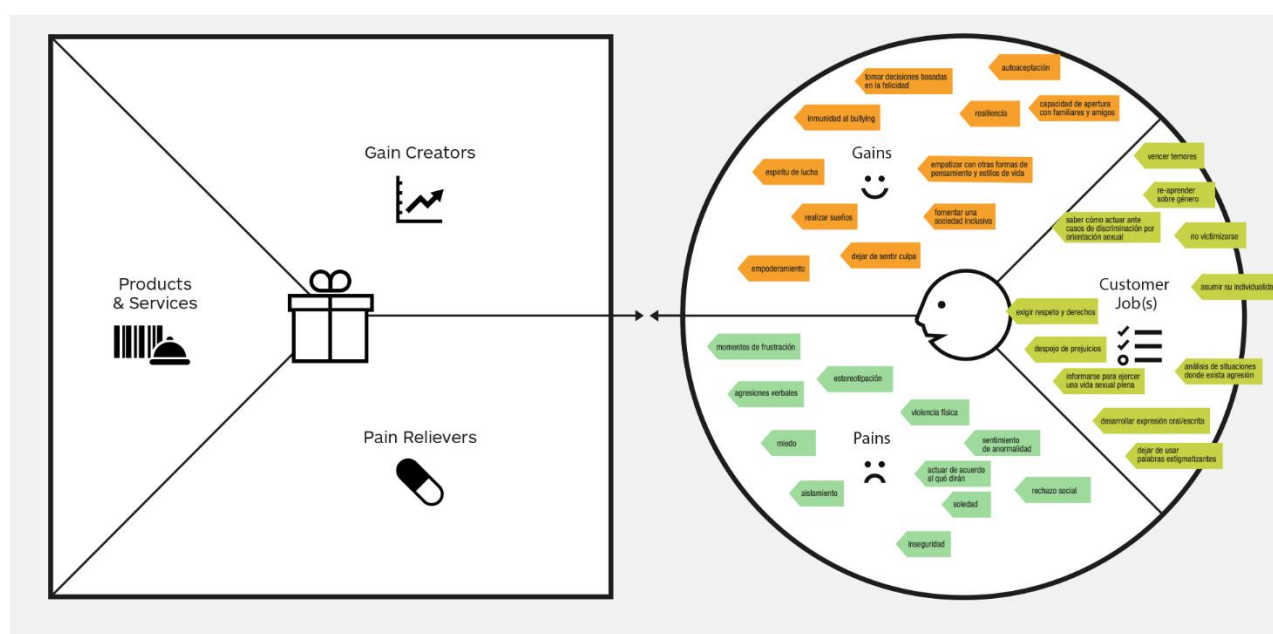 Gain Creators
Products
& Services
Pain Relievers
Gains
tomar decisiones basadas
en la felicidad
autoaceptación
inmunidad al bullying
resiliencia
capacidad de apertura
con familiares y amigos
espíritu de lucha
empatizar con otras formas de
pensamiento y estilos de vida
realizar sueños
fomentar una
sociedad inclusiva
dejar de sentir culpa
empoderamiento
Customer
Job(s)
vencer temores
re-aprender
sobre género
saber cómo actuar ante
casos de discriminación por
orientación sexual
no victimizarse
asumir su individualida
exigir respeto y derechos
despojo de prejuicios
informarse para ejercer
una vida sexual plena
análisis de situaciones
donde exista agresión
desarrollar expresión oral/escrita
dejar de usar
palabras estigmatizantes
Pains
momentos de frustración
estereotipación
agresiones verbales
violencia física
miedo
sentimiento
de anormalidad
actuar de acuerdo
al qué dirán
aislamiento
soledad
rechazo social
inseguridad